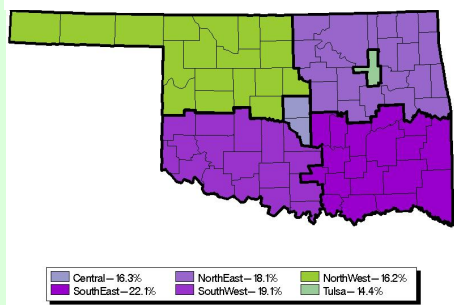 Central—16.3% NorthEast—18.1% NorthWest—16.2%
SouthEast—22.1% SouthWest—19.1% Tulsa—14.4%